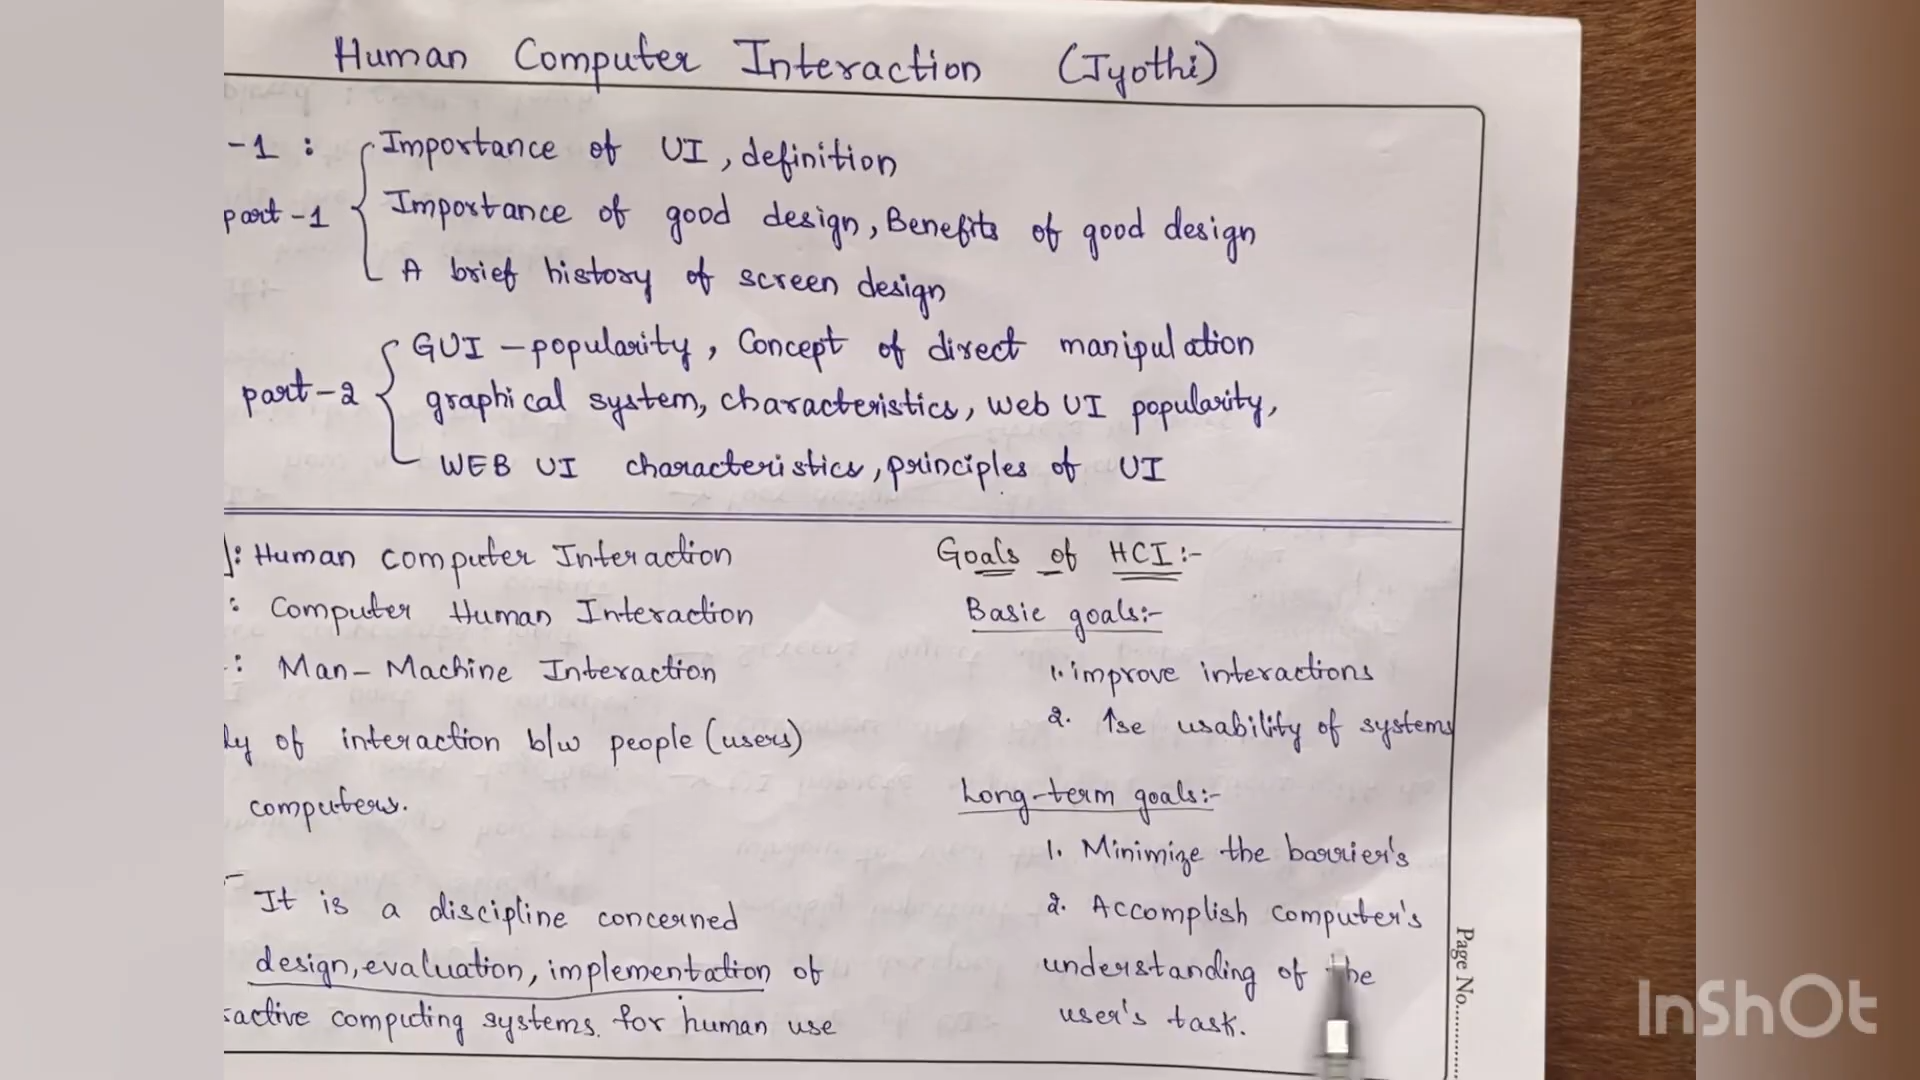 Human Computer Interaction (Jyothi)
-1 : Importance of UI, definition
part-1 Importance of good design, Benefits of good design
A brief history of screen design
GUI - popularity, Concept of direct manipulation
part-2 graphical system, characteristics, Web UI popularity,
WEB UI characteristics, principles of UI
: Human computer Interaction
: Computer Human Interaction
: Man-Machine Interaction
of interaction b/w people (users)
computers.
It is a discipline concerned
design, evaluation, implementation of
active computing systems. for human use
Goals of HCI:-
Basic goals:-
1. improve interactions
2. ↑se usability of systems
Long-term goals:-
1. Minimize the barrier's
2. Accomplish computer's
understanding of the
user's task.
Page No..........
InShOt